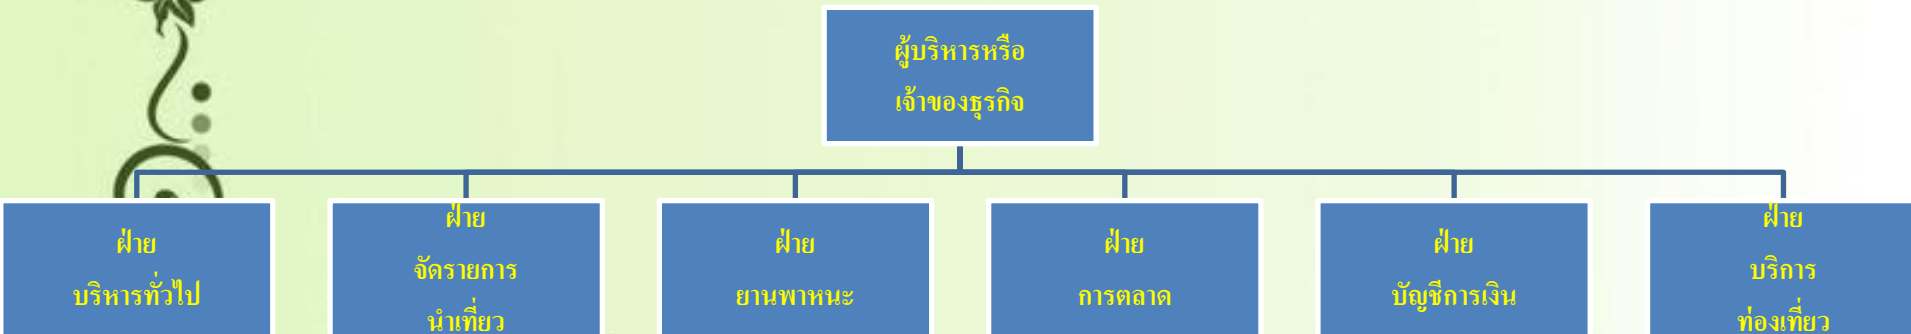 ผู้บริหารหรือ
เจ้าของธุรกิจ
ฝ่าย
บริหารทั่วไป
ฝ่าย
จัดรายการ
นำเที่ยว
ฝ่าย
ยานพาหนะ
ฝ่าย
การตลาด
ฝ่าย
บัญชีการเงิน
ฝ่าย
บริการ
ท่องเที่ยว